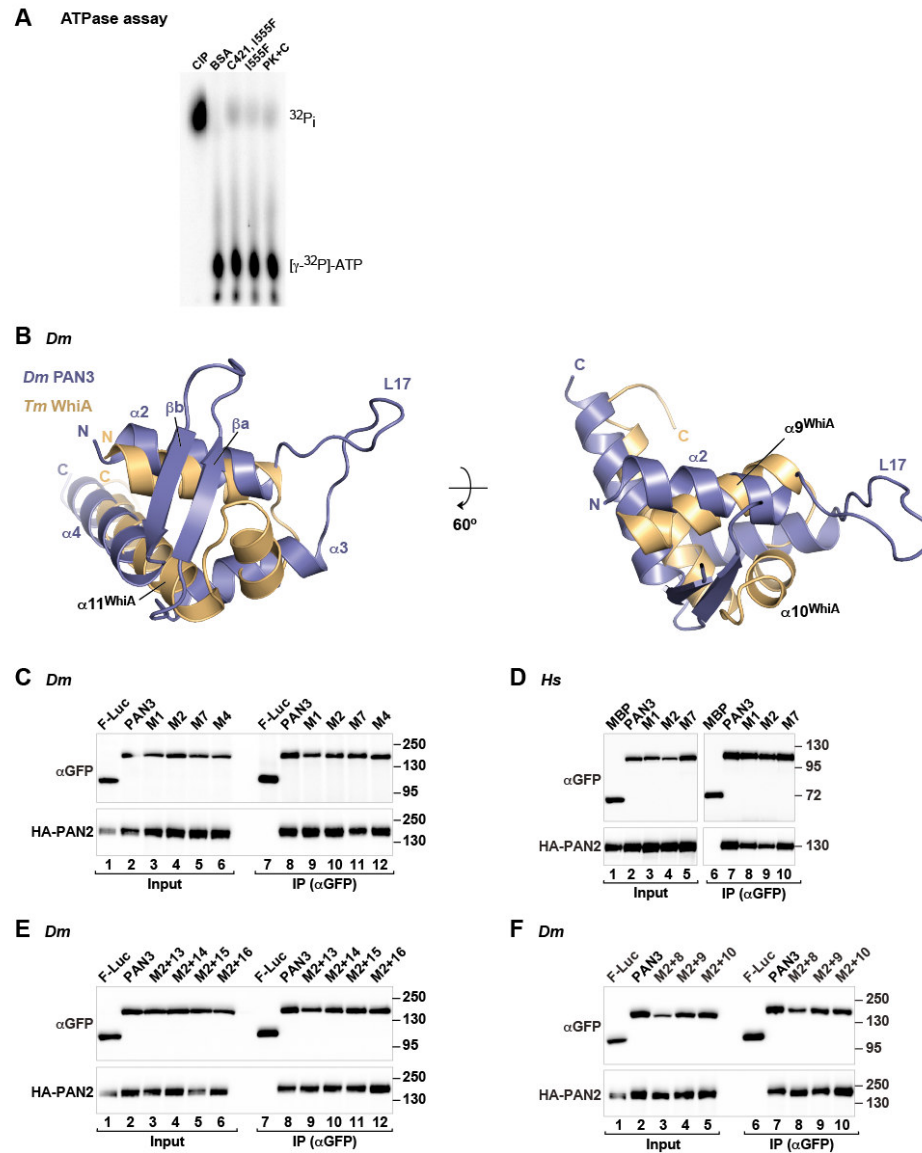 A ATPase assay
CIP BSA C421, I555F I555F PK+C
32Pi
[γ-32P]-ATP
B Dm
Dm PAN3
Tm WhiA
α2 βb βa L17
N N
C C
α4 α3
α11WhiA
60º
C
C
α9WhiA
α2
L17
N
α10WhiA
C Dm
F-Luc PAN3 M1 M2 M7 M4 F-Luc PAN3 M1 M2 M7 M4
αGFP
250
130
95
HA-PAN2
250
130
1 2 3 4 5 6 7 8 9 10 11 12
Input IP (αGFP)
D Hs
MBP PAN3 M1 M2 M7 MBP PAN3 M1 M2 M7
αGFP
130
95
72
HA-PAN2 130
1 2 3 4 5 6 7 8 9 10
Input IP (αGFP)
E Dm
F-Luc PAN3 M2+13 M2+14 M2+15 M2+16 F-Luc PAN3 M2+13 M2+14 M2+15 M2+16
αGFP
250
130
95
HA-PAN2
250
130
1 2 3 4 5 6 7 8 9 10 11 12
Input IP (αGFP)
F Dm
F-Luc PAN3 M2+8 M2+9 M2+10 F-Luc PAN3 M2+8 M2+9 M2+10
αGFP
250
130
95
HA-PAN2
250
130
1 2 3 4 5 6 7 8 9 10
Input IP (αGFP)